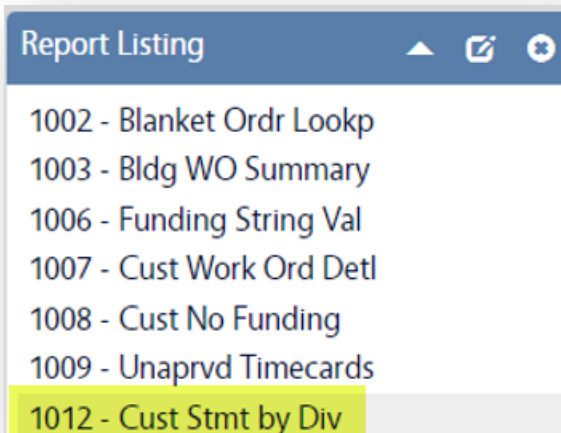 Report Listing
1002 - Blanket Ordr Lookp
1003 - Bldg WO Summary
1006 - Funding String Val
1007 - Cust Work Ord Detl
1008 - Cust No Funding
1009 - Unaprvd Timecards
1012 - Cust Stmt by Div